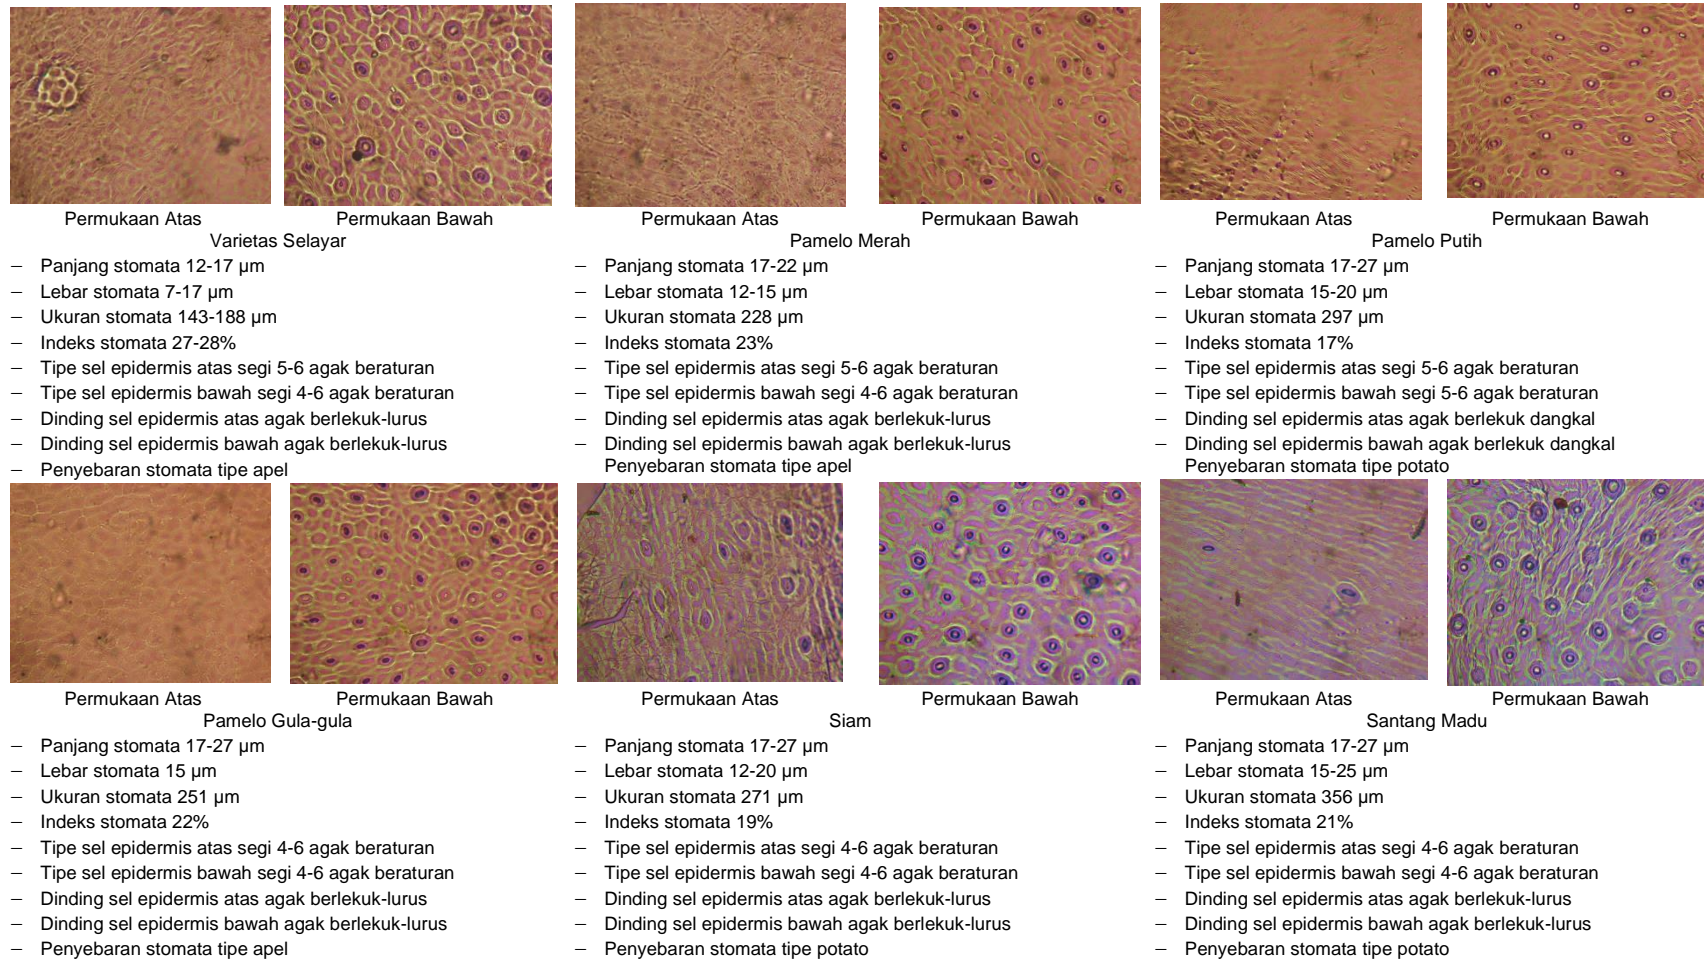 Permukaan Atas
Permukaan Bawah
Varietas Selayar
– Panjang stomata 12-17 µm
– Lebar stomata 7-17 µm
– Ukuran stomata 143-188 µm
– Indeks stomata 27-28%
– Tipe sel epidermis atas segi 5-6 agak beraturan
– Tipe sel epidermis bawah segi 4-6 agak beraturan
– Dinding sel epidermis atas agak berlekuk-lurus
– Dinding sel epidermis bawah agak berlekuk-lurus
– Penyebaran stomata tipe apel
Permukaan Atas
Permukaan Bawah
Pamelo Merah
– Panjang stomata 17-22 µm
– Lebar stomata 12-15 µm
– Ukuran stomata 228 µm
– Indeks stomata 23%
– Tipe sel epidermis atas segi 5-6 agak beraturan
– Tipe sel epidermis bawah segi 4-6 agak beraturan
– Dinding sel epidermis atas agak berlekuk-lurus
– Dinding sel epidermis bawah agak berlekuk-lurus
Penyebaran stomata tipe apel
Permukaan Atas
Permukaan Bawah
Pamelo Putih
– Panjang stomata 17-27 µm
– Lebar stomata 15-20 µm
– Ukuran stomata 297 µm
– Indeks stomata 17%
– Tipe sel epidermis atas segi 5-6 agak beraturan
– Tipe sel epidermis bawah segi 5-6 agak beraturan
– Dinding sel epidermis atas agak berlekuk dangkal
– Dinding sel epidermis bawah agak berlekuk dangkal
Penyebaran stomata tipe potato
Permukaan Atas
Permukaan Bawah
Pamelo Gula-gula
– Panjang stomata 17-27 µm
– Lebar stomata 15 µm
– Ukuran stomata 251 µm
– Indeks stomata 22%
– Tipe sel epidermis atas segi 4-6 agak beraturan
– Tipe sel epidermis bawah segi 4-6 agak beraturan
– Dinding sel epidermis atas agak berlekuk-lurus
– Dinding sel epidermis bawah agak berlekuk-lurus
– Penyebaran stomata tipe apel
Permukaan Atas
Permukaan Bawah
Siam
– Panjang stomata 17-27 µm
– Lebar stomata 12-20 µm
– Ukuran stomata 271 µm
– Indeks stomata 19%
– Tipe sel epidermis atas segi 4-6 agak beraturan
– Tipe sel epidermis bawah segi 4-6 agak beraturan
– Dinding sel epidermis atas agak berlekuk-lurus
– Dinding sel epidermis bawah agak berlekuk-lurus
– Penyebaran stomata tipe potato
Permukaan Atas
Permukaan Bawah
Santang Madu
– Panjang stomata 17-27 µm
– Lebar stomata 15-25 µm
– Ukuran stomata 356 µm
– Indeks stomata 21%
– Tipe sel epidermis atas segi 4-6 agak beraturan
– Tipe sel epidermis bawah segi 4-6 agak beraturan
– Dinding sel epidermis atas agak berlekuk-lurus
– Dinding sel epidermis bawah agak berlekuk-lurus
– Penyebaran stomata tipe potato